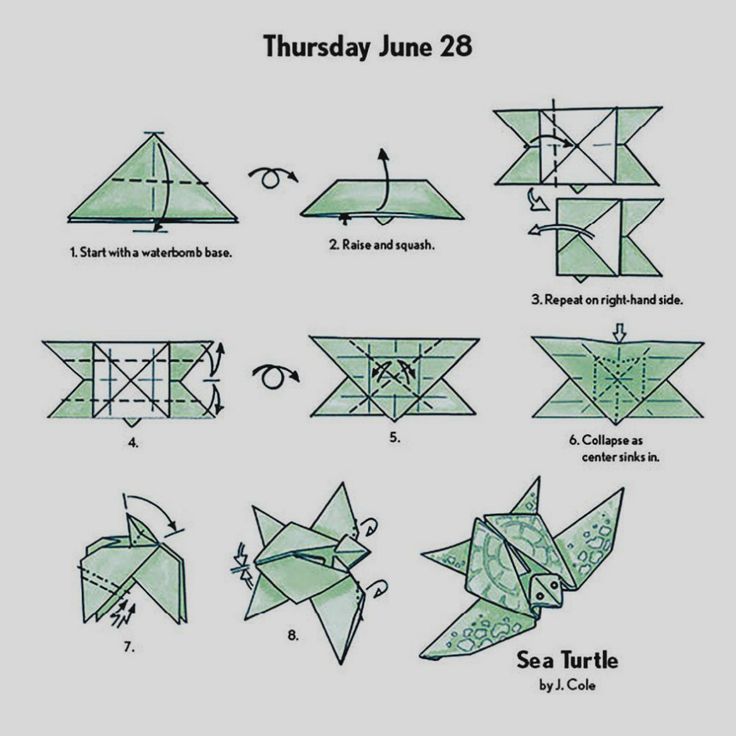 Thursday June 28
1. Start with a waterbomb base.
2. Raise and squash.
3. Repeat on right-hand side.
4.
5.
6. Collapse as
center sinks in.
7.
8.
Sea Turtle
by J. Cole